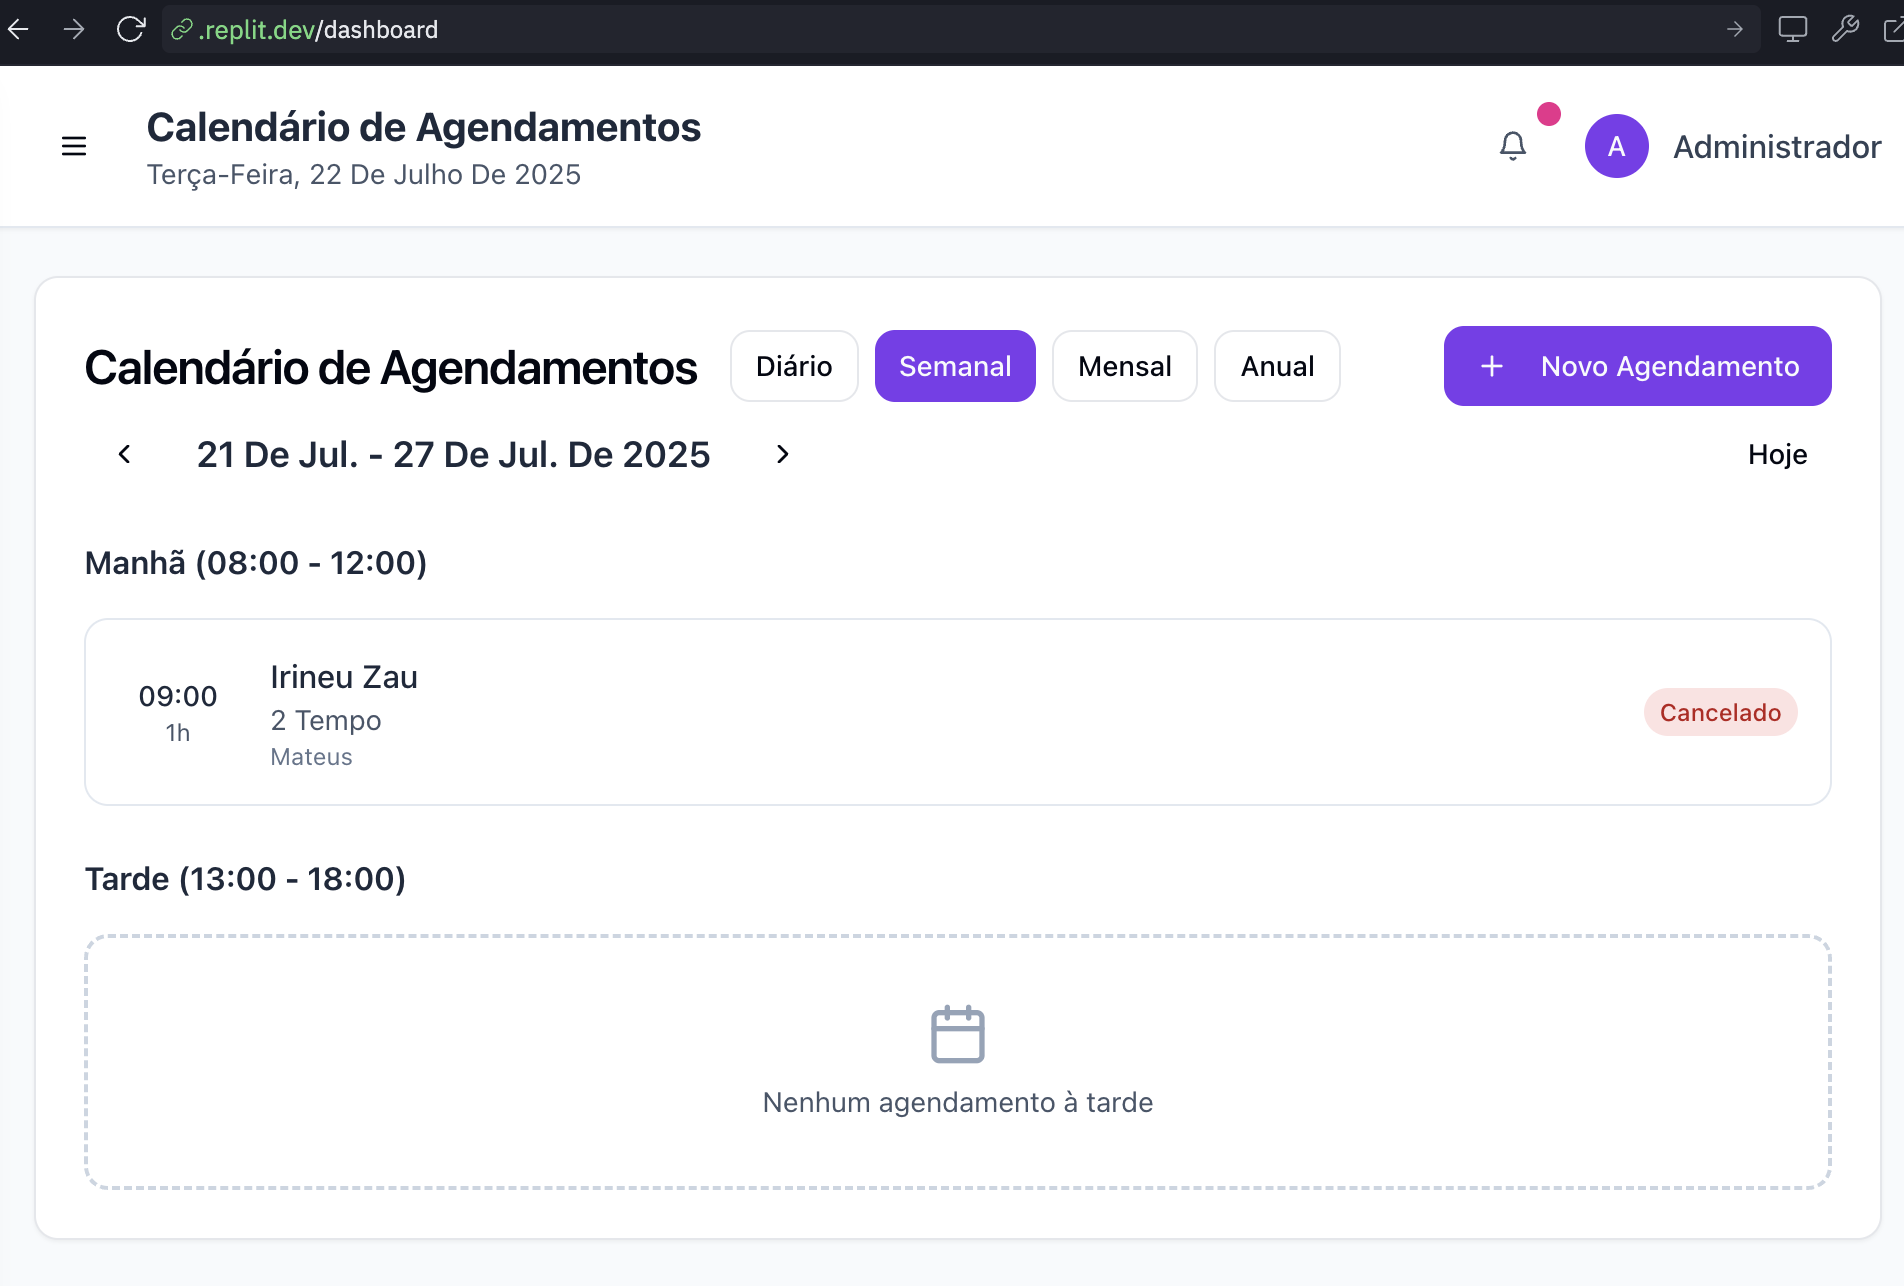 .replit.dev/dashboard
Calendário de Agendamentos
Terça-Feira, 22 De Julho De 2025
A
Administrador
Calendário de Agendamentos
Diário
Semanal
Mensal
Anual
+ Novo Agendamento
21 De Jul. - 27 De Jul. De 2025
Hoje
Manhã (08:00 - 12:00)
09:00
1h
Irineu Zau
2 Tempo
Mateus
Cancelado
Tarde (13:00 - 18:00)
Nenhum agendamento à tarde